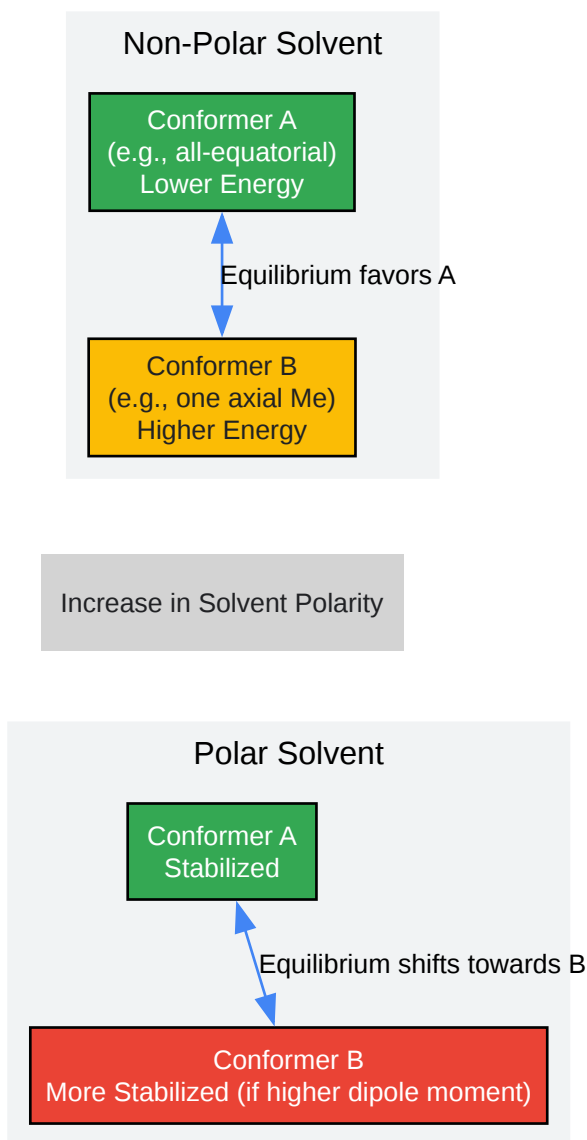 Non-Polar Solvent
Conformer A
(e.g., all-equatorial)
Lower Energy
Equilibrium favors A
Conformer B
(e.g., one axial Me)
Higher Energy
Increase in Solvent Polarity
Polar Solvent
Conformer A
Stabilized
Equilibrium shifts towards B
Conformer B
More Stabilized (if higher dipole moment)